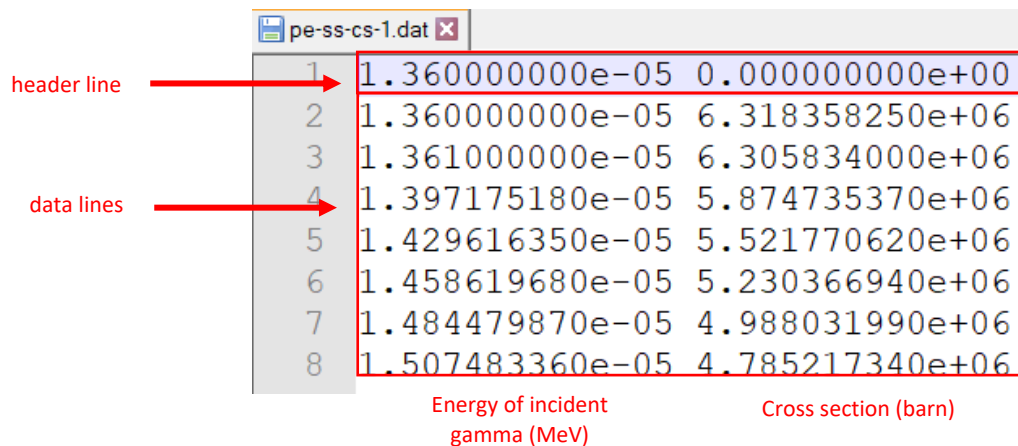 pe-ss-cs-1.dat
header line
1 1.360000000e-05 0.000000000e+00
2 1.360000000e-05 6.318358250e+06
3 1.361000000e-05 6.305834000e+06
data lines
4 1.397175180e-05 5.874735370e+06
5 1.429616350e-05 5.521770620e+06
6 1.458619680e-05 5.230366940e+06
7 1.484479870e-05 4.988031990e+06
8 1.507483360e-05 4.785217340e+06
Energy of incident
gamma (MeV)
Cross section (barn)